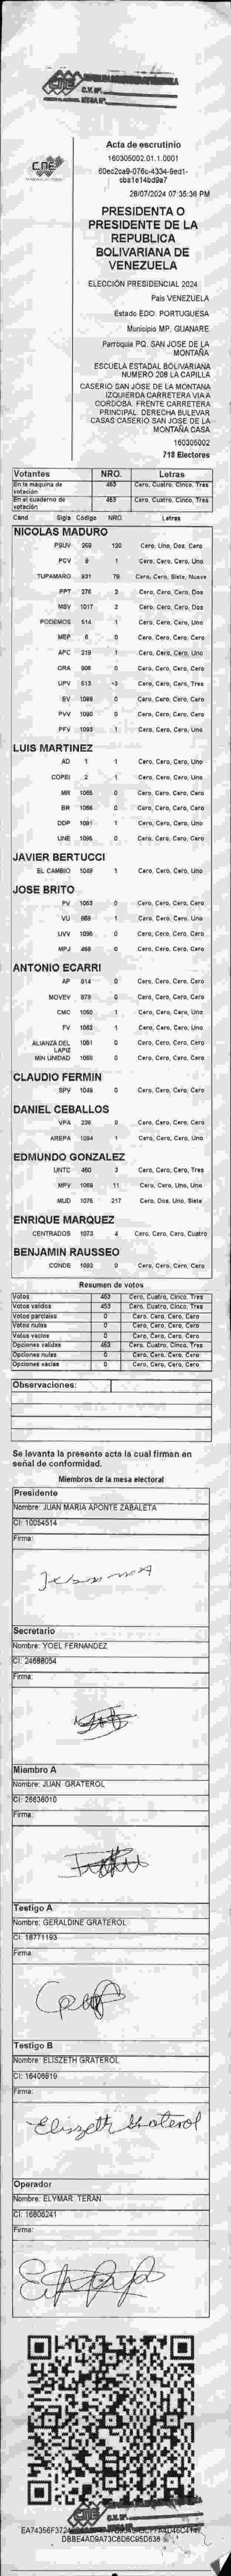 CNE
C.V. Nº.
MESA Nº
CNE
Acta de escrutinio
160305002.01.1.0001
60ec2ca9-076c-4334-9ed1-
cba1e14bd9a7
28/07/2024 07:35:36 PM
PRESIDENTA O
PRESIDENTE DE LA
REPUBLICA
BOLIVARIANA DE
VENEZUELA
ELECCIÓN PRESIDENCIAL 2024
País VENEZUELA
Estado EDO. PORTUGUESA
Municipio MP. GUANARE
Parroquia PQ. SAN JOSE DE LA
MONTAÑA
ESCUELA ESTADAL BOLIVARIANA
NUMERO 208 LA CAPILLA
CASERIO SAN JOSE DE LA MONTANA
IZQUIERDA CARRETERA VIA A
CORDOBA. FRENTE CARRETERA
PRINCIPAL. DERECHA BULEVAR
CASAS CASERIO SAN JOSE DE LA
MONTAÑA CASA
160305002
718 Electores
Votantes NRO. Letras
En la máquina de votación 453 Cero, Cuatro, Cinco, Tres
En el cuaderno de votación 453 Cero, Cuatro, Cinco, Tres
Cand Sigla Código NRO. Letras
NICOLAS MADURO
PSUV 269 120 Cero, Uno, Dos, Cero
PCV 9 1 Cero, Cero, Cero, Uno
TUPAMARO 931 79 Cero, Cero, Siete, Nueve
PPT 276 2 Cero, Cero, Cero, Dos
MSV 1017 2 Cero, Cero, Cero, Dos
PODEMOS 514 1 Cero, Cero, Cero, Uno
MEP 6 0 Cero, Cero, Cero, Cero
APC 219 1 Cero, Cero, Cero, Uno
ORA 906 0 Cero, Cero, Cero, Cero
UPV 613 3 Cero, Cero, Cero, Tres
EV 1089 0 Cero, Cero, Cero, Cero
PVV 1090 0 Cero, Cero, Cero, Cero
PFV 1093 1 Cero, Cero, Cero, Uno
LUIS MARTINEZ
AD 1 1 Cero, Cero, Cero, Uno
COPEI 2 1 Cero, Cero, Cero, Uno
MR 1065 0 Cero, Cero, Cero, Cero
BR 1066 0 Cero, Cero, Cero, Cero
DDP 1091 1 Cero, Cero, Cero, Uno
UNE 1095 0 Cero, Cero, Cero, Cero
JAVIER BERTUCCI
EL CAMBIO 1048 1 Cero, Cero, Cero, Uno
JOSE BRITO
PV 1053 0 Cero, Cero, Cero, Cero
VU 969 1 Cero, Cero, Cero, Uno
UVV 1096 0 Cero, Cero, Cero, Cero
MPJ 458 0 Cero, Cero, Cero, Cero
ANTONIO ECARRI
AP 914 0 Cero, Cero, Cero, Cero
MOVEV 979 0 Cero, Cero, Cero, Cero
CMC 1050 1 Cero, Cero, Cero, Uno
FV 1062 1 Cero, Cero, Cero, Uno
ALIANZA DEL LAPIZ 1051 0 Cero, Cero, Cero, Cero
MIN UNIDAD 1069 0 Cero, Cero, Cero, Cero
CLAUDIO FERMIN
SPV 1049 0 Cero, Cero, Cero, Cero
DANIEL CEBALLOS
VPA 236 0 Cero, Cero, Cero, Cero
AREPA 1094 1 Cero, Cero, Cero, Uno
EDMUNDO GONZALEZ
UNTC 460 3 Cero, Cero, Cero, Tres
MPV 1069 11 Cero, Cero, Uno, Uno
MUD 1075 217 Cero, Dos, Uno, Siete
ENRIQUE MARQUEZ
CENTRADOS 1073 4 Cero, Cero, Cero, Cuatro
BENJAMIN RAUSSEO
CONDE 1092 0 Cero, Cero, Cero, Cero
Resumen de votos
Votos 453 Cero, Cuatro, Cinco, Tres
Votos validos 453 Cero, Cuatro, Cinco, Tres
Votos parciales 0 Cero, Cero, Cero, Cero
Votos nulos 0 Cero, Cero, Cero, Cero
Votos vacios 0 Cero, Cero, Cero, Cero
Opciones validas 453 Cero, Cuatro, Cinco, Tres
Opciones nulas 0 Cero, Cero, Cero, Cero
Opciones vacias 0 Cero, Cero, Cero, Cero
Observaciones:
Se levanta la presente acta la cual firman en
señal de conformidad.
Miembros de la mesa electoral
Presidente
Nombre: JUAN MARIA APONTE ZABALETA
CI: 10054514
Firma:
Secretario
Nombre: YOEL FERNANDEZ
CI: 24688054
Firma:
Miembro A
Nombre: JUAN GRATEROL
CI: 26636010
Firma:
Testigo A
Nombre: GERALDINE GRATEROL
CI: 18771193
Firma:
Testigo B
Nombre: ELISZETH GRATEROL
CI: 16406819
Firma:
Eliszeth Graterol
Operador
Nombre: ELYMAR TERAN
CI: 16806241
Firma:
CNE
C.V. Nº.
DBBE4AD9A73C6D6C95D636